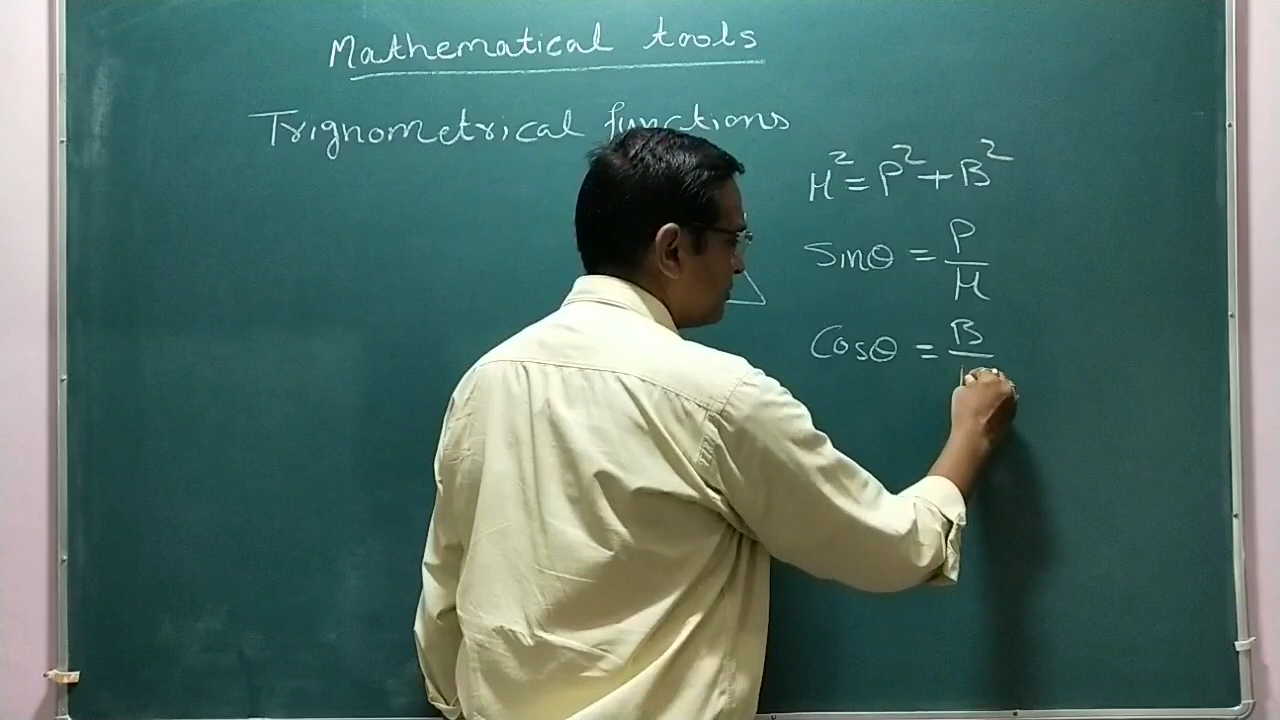 Mathematical tools
Trignometrical functions
H² = P² + B²
Sinθ = P/H
Cosθ = B/